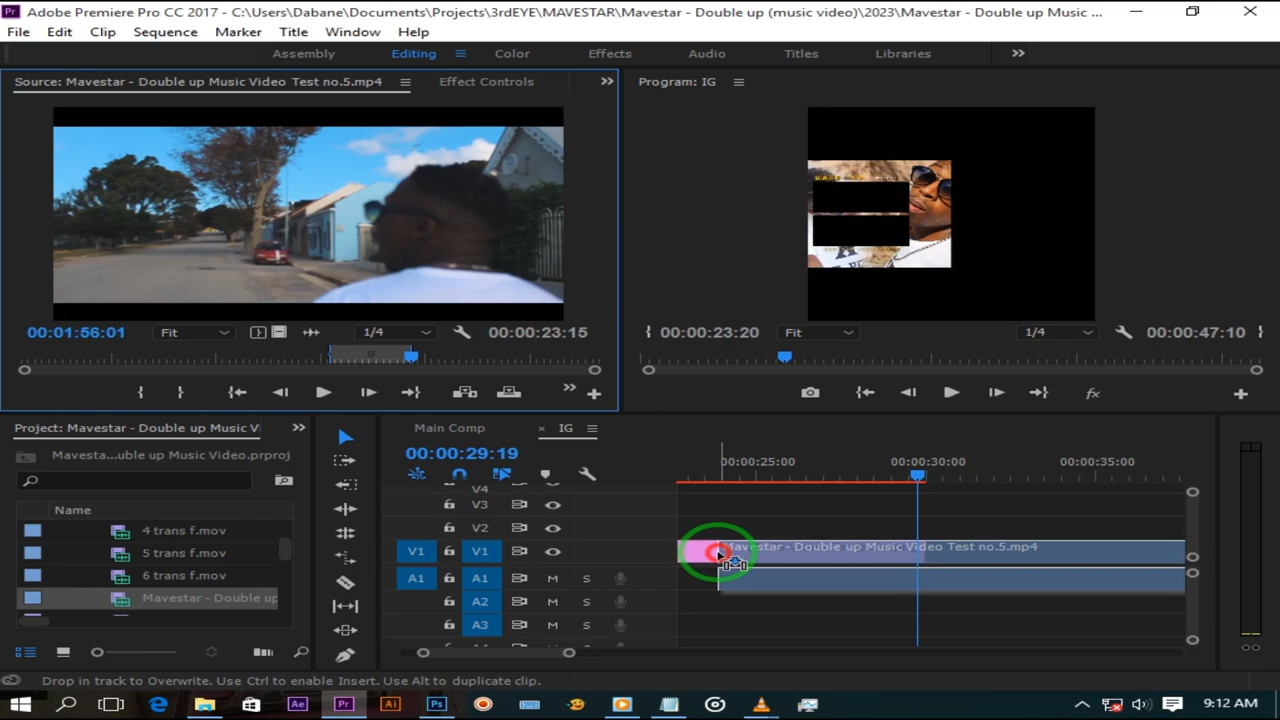 Pr Adobe Premiere Pro CC 2017 - C:\Users\Dabane\Documents\Projects\3rdEYE\MAVESTAR\Mavestar - Double up (music video)\2023\Mavestar - Double up Music ...
File Edit Clip Sequence Marker Title Window Help
Assembly Editing Color Effects Audio Titles Libraries
Source: Mavestar - Double up Music Video Test no.5.mp4 Effect Controls
Program: IG
00:01:56:01 Fit 1/4 00:00:23:15
00:00:23:20 Fit 1/4 00:00:47:10
fx
Project: Mavestar - Double up Music V
Mavesta...uble up Music Video.prproj
Name
4 trans f.mov
5 trans f.mov
6 trans f.mov
Mavestar - Double up
Main Comp × IG
00:00:29:19
00:00:25:00 00:00:30:00 00:00:35:00
V4
V3
V2
V1 V1
Mavestar - Double up Music Video Test no.5.mp4
A1 A1 M S
A2 M S
A3 M S
Drop in track to Overwrite. Use Ctrl to enable Insert. Use Alt to duplicate clip.
Ae Pr Ai Ps 9:12 AM